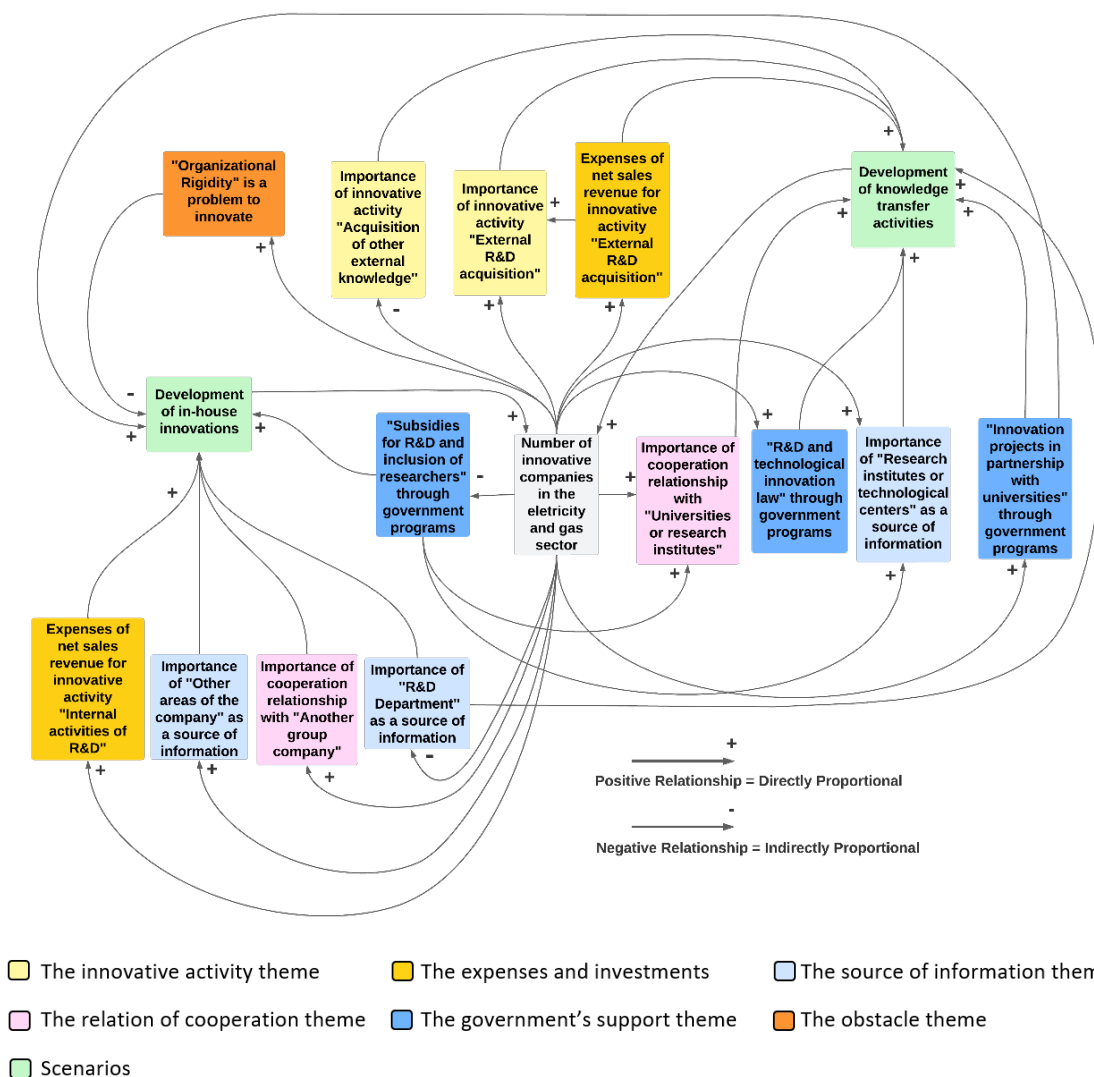 +
"Organizational
Rigidity" is a
problem to
innovate
+
Importance
of innovative
activity
"Acquisition
of other
external
knowledge"
-
Importance
of innovative
activity
"External
R&D
acquisition"
+
+
Expenses of
net sales
revenue for
innovative
activity
"External
R&D
acquisition"
+
Development
of knowledge
transfer
activities
+
+
+
+
-
+
Development
of in-house
innovations
+
+
"Subsidies
for R&D and
inclusion of
researchers"
through
government
programs
-
Number of
innovative
companies
in the
eletricity
and gas
sector
+
+
Importance of
cooperation
relationship
with
"Universities
or research
institutes"
+
+
"R&D and
technological
innovation
law" through
government
programs
+
Importance
of "Research
institutes or
technological
centers" as a
source of
information
+
"Innovation
projects in
partnership
with
universities"
through
government
programs
+
+
Expenses of
net sales
revenue for
innovative
activity
"Internal
activities of
R&D"
+
Importance
of "Other
areas of the
company" as
a source of
information
+
Importance of
cooperation
relationship
with "Another
group
company"
+
Importance of
"R&D
Department"
as a source of
information
-
+
Positive Relationship = Directly Proportional
-
Negative Relationship = Indirectly Proportional
The innovative activity theme
The expenses and investments
The source of information them
The relation of cooperation theme
The government’s support theme
The obstacle theme
Scenarios